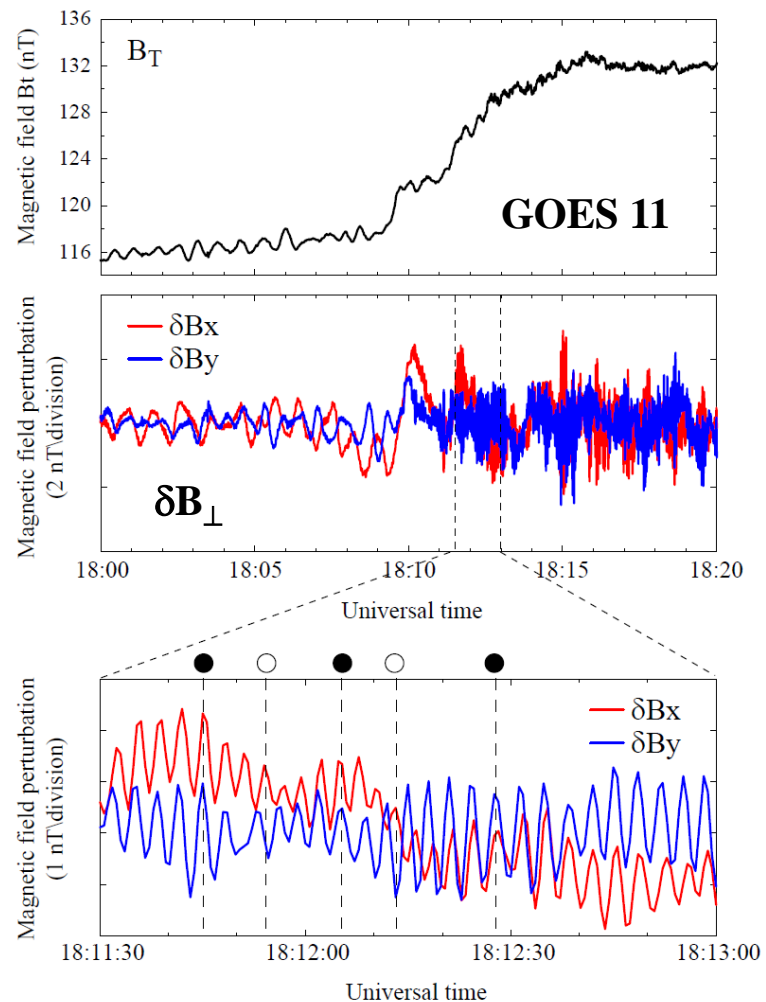 136
132
128
124
120
116
Magnetic field Bt (nT)
B_T
GOES 11
Magnetic field perturbation
(2 nT\division)
δBx
δBy
δB⊥
18:00
18:05
18:10
18:15
18:20
Universal time
Magnetic field perturbation
(1 nT\division)
δBx
δBy
18:11:30
18:12:00
18:12:30
18:13:00
Universal time